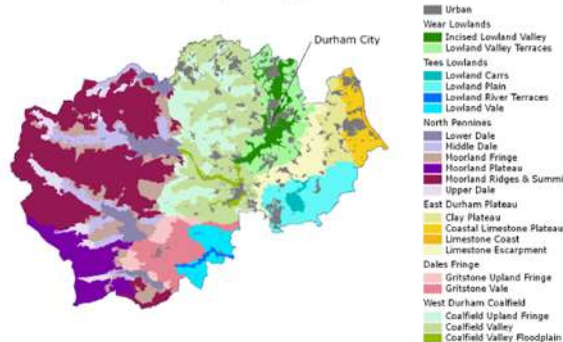 Durham City
Urban
Wear Lowlands
Incised Lowland Valley
Lowland Valley Terraces
Tees Lowlands
Lowland Carrs
Lowland Plain
Lowland River Terraces
Lowland Vale
North Pennines
Lower Dale
Middle Dale
Moorland Fringe
Moorland Plateau
Moorland Ridges & Summi
Upper Dale
East Durham Plateau
Clay Plateau
Coastal Limestone Plateau
Limestone Coast
Limestone Escarpment
Dales Fringe
Gritstone Upland Fringe
Gritstone Vale
West Durham Coalfield
Coalfield Upland Fringe
Coalfield Valley
Coalfield Valley Floodplain